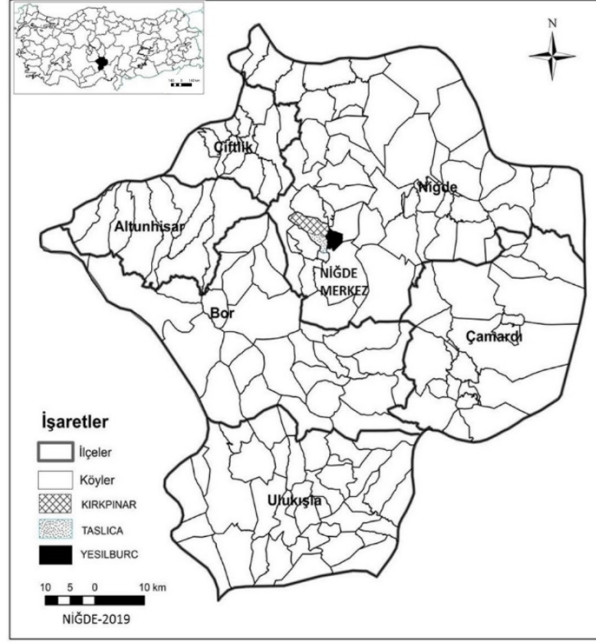 N
Çiftlik
Niğde
Altunhisar
NİĞDE
MERKEZ
Bor
Çamardı
Ulukışla
İşaretler
İlçeler
Köyler
KIRKPINAR
TASLICA
YESILBURC
10 5 0 10 km
NİĞDE-2019